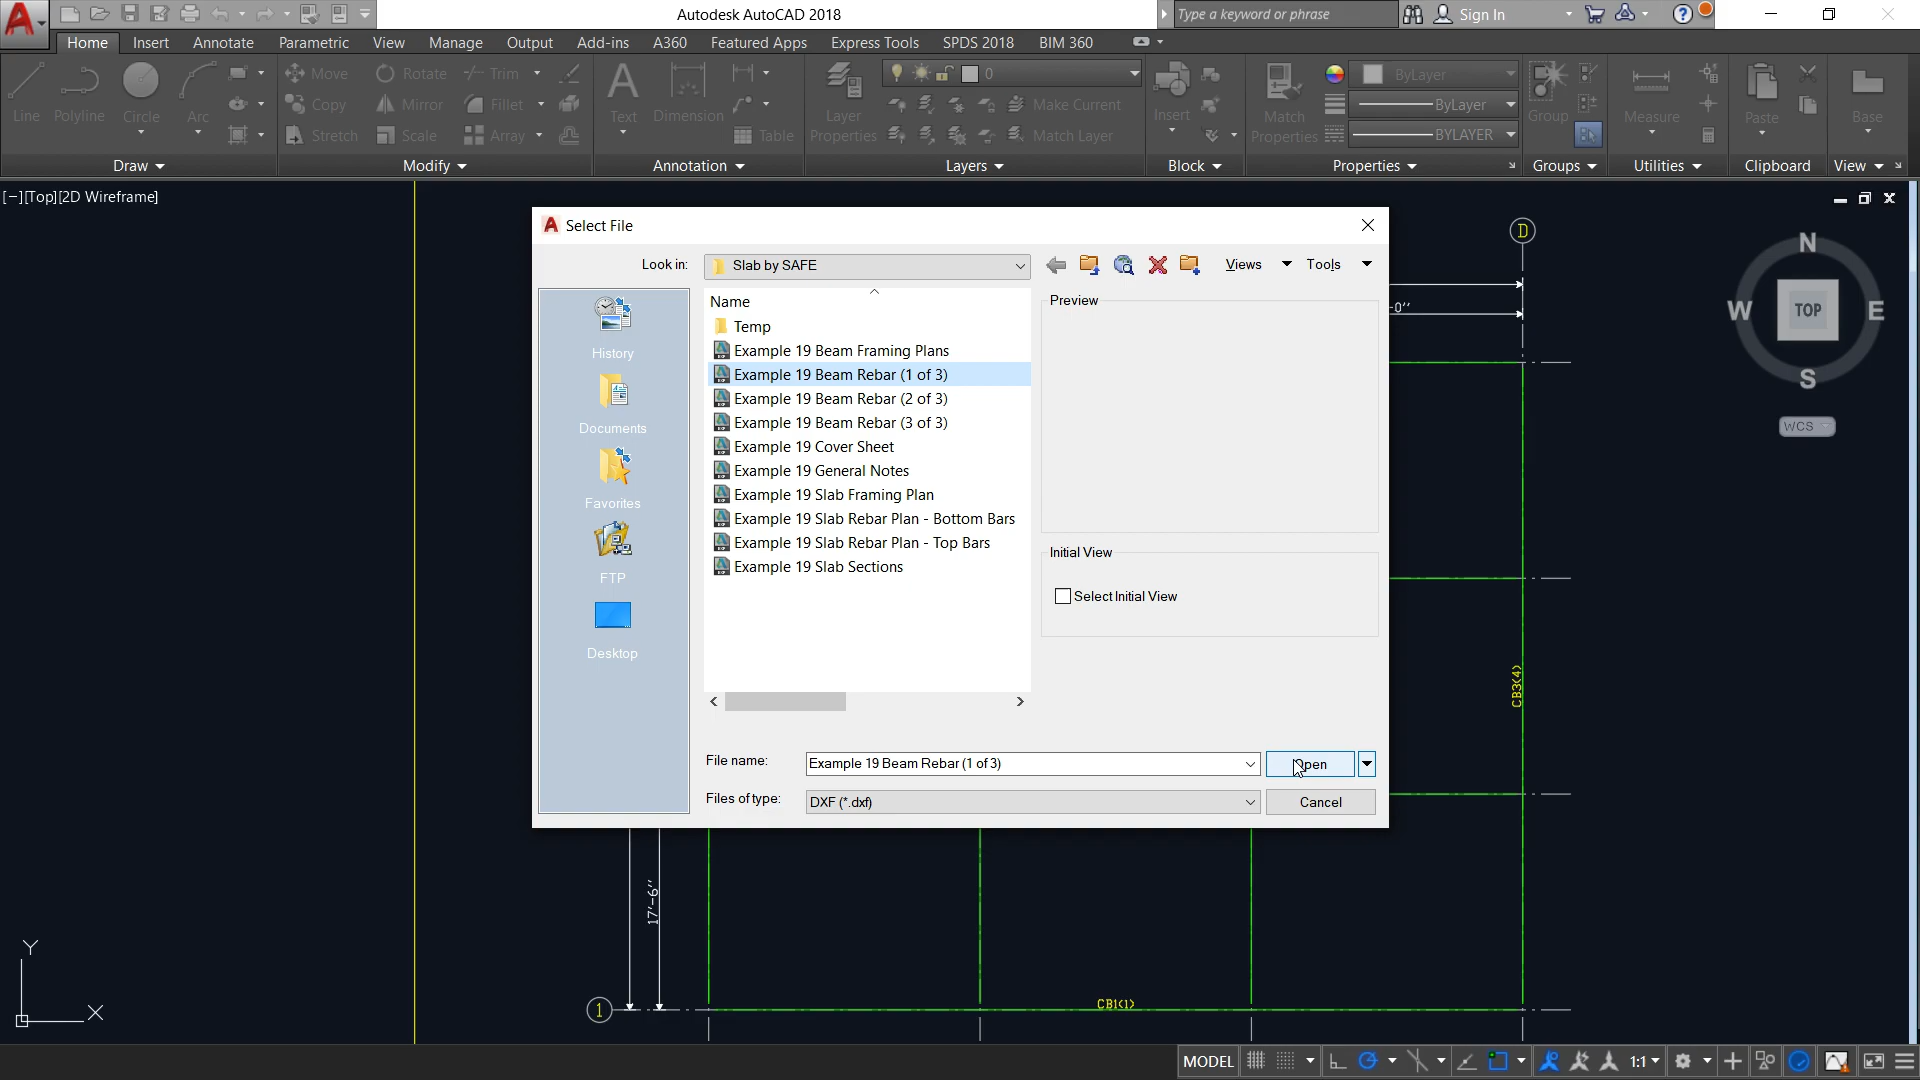 Autodesk AutoCAD 2018
Type a keyword or phrase
Sign In
Home Insert Annotate Parametric View Manage Output Add-ins A360 Featured Apps Express Tools SPDS 2018 BIM 360
Line Polyline Circle Arc
Move Rotate Trim
Copy Mirror Fillet
Stretch Scale Array
Text Dimension Table
Layer Properties
0
Make Current
Match Layer
Insert
Match Properties
ByLayer
ByLayer
BYLAYER
Group
Measure
Paste
Base
Draw Modify Annotation Layers Block Properties Groups Utilities Clipboard View
[−][Top][2D Wireframe]
Select File
Look in:
Slab by SAFE
Views
Tools
History
Documents
Favorites
FTP
Desktop
Name
Temp
Example 19 Beam Framing Plans
Example 19 Beam Rebar (1 of 3)
Example 19 Beam Rebar (2 of 3)
Example 19 Beam Rebar (3 of 3)
Example 19 Cover Sheet
Example 19 General Notes
Example 19 Slab Framing Plan
Example 19 Slab Rebar Plan - Bottom Bars
Example 19 Slab Rebar Plan - Top Bars
Example 19 Slab Sections
Preview
Initial View
Select Initial View
File name:
Example 19 Beam Rebar (1 of 3)
Open
Files of type:
DXF (*.dxf)
Cancel
D
-0''
N
W
TOP
E
S
WCS
CB3(4)
17'-6''
1
CB1(1)
Y
X
MODEL
1:1